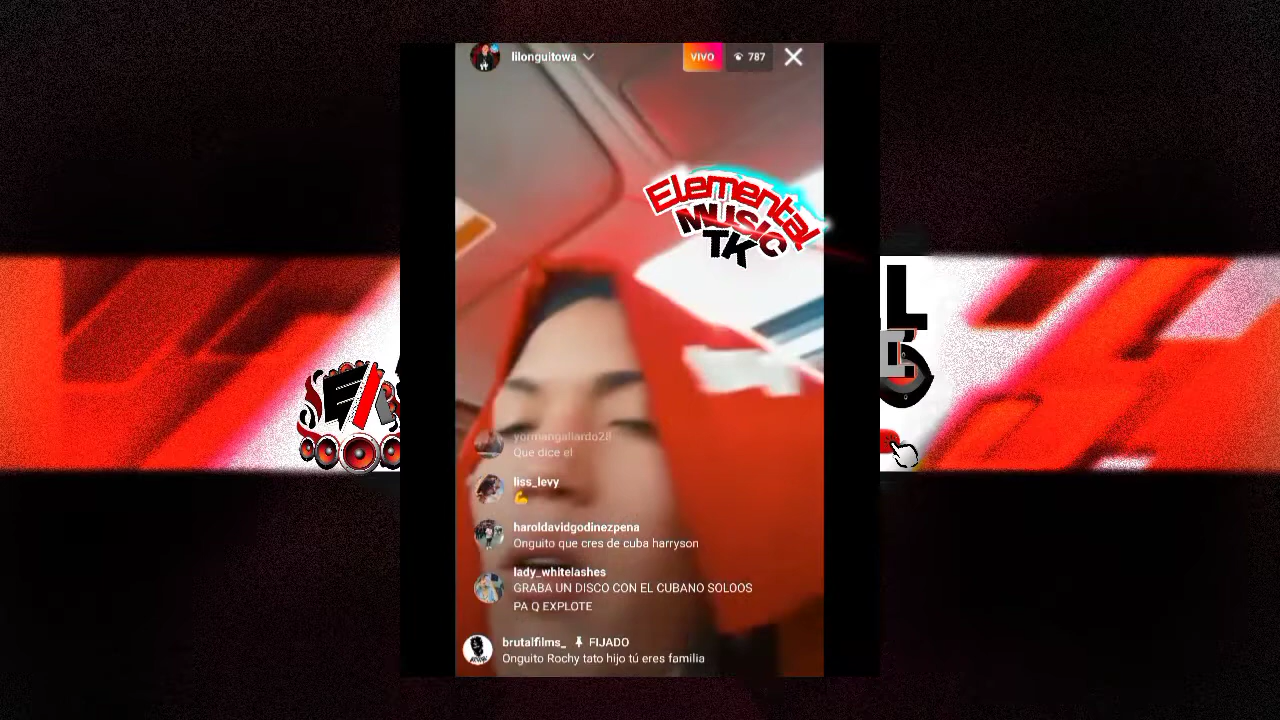 lilonguitowa
VIVO
787
Elemental
MUSIC
TK
yormangallardo28
Que dice el
liss_levy
haroldavidgodinezpena
Onguito que cres de cuba harryson
lady_whitelashes
GRABA UN DISCO CON EL CUBANO SOLOOS
PA Q EXPLOTE
brutalfilms_ FIJADO
Onguito Rochy tato hijo tú eres familia
L